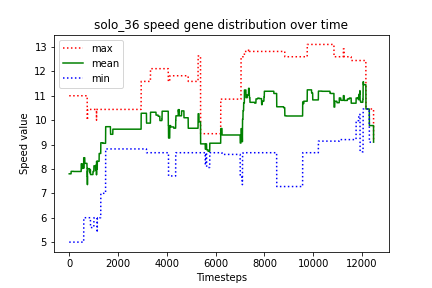 solo_36 speed gene distribution over time
max
mean
min
Speed value
13
12
11
10
9
8
7
6
5
0 2000 4000 6000 8000 10000 12000
Timesteps